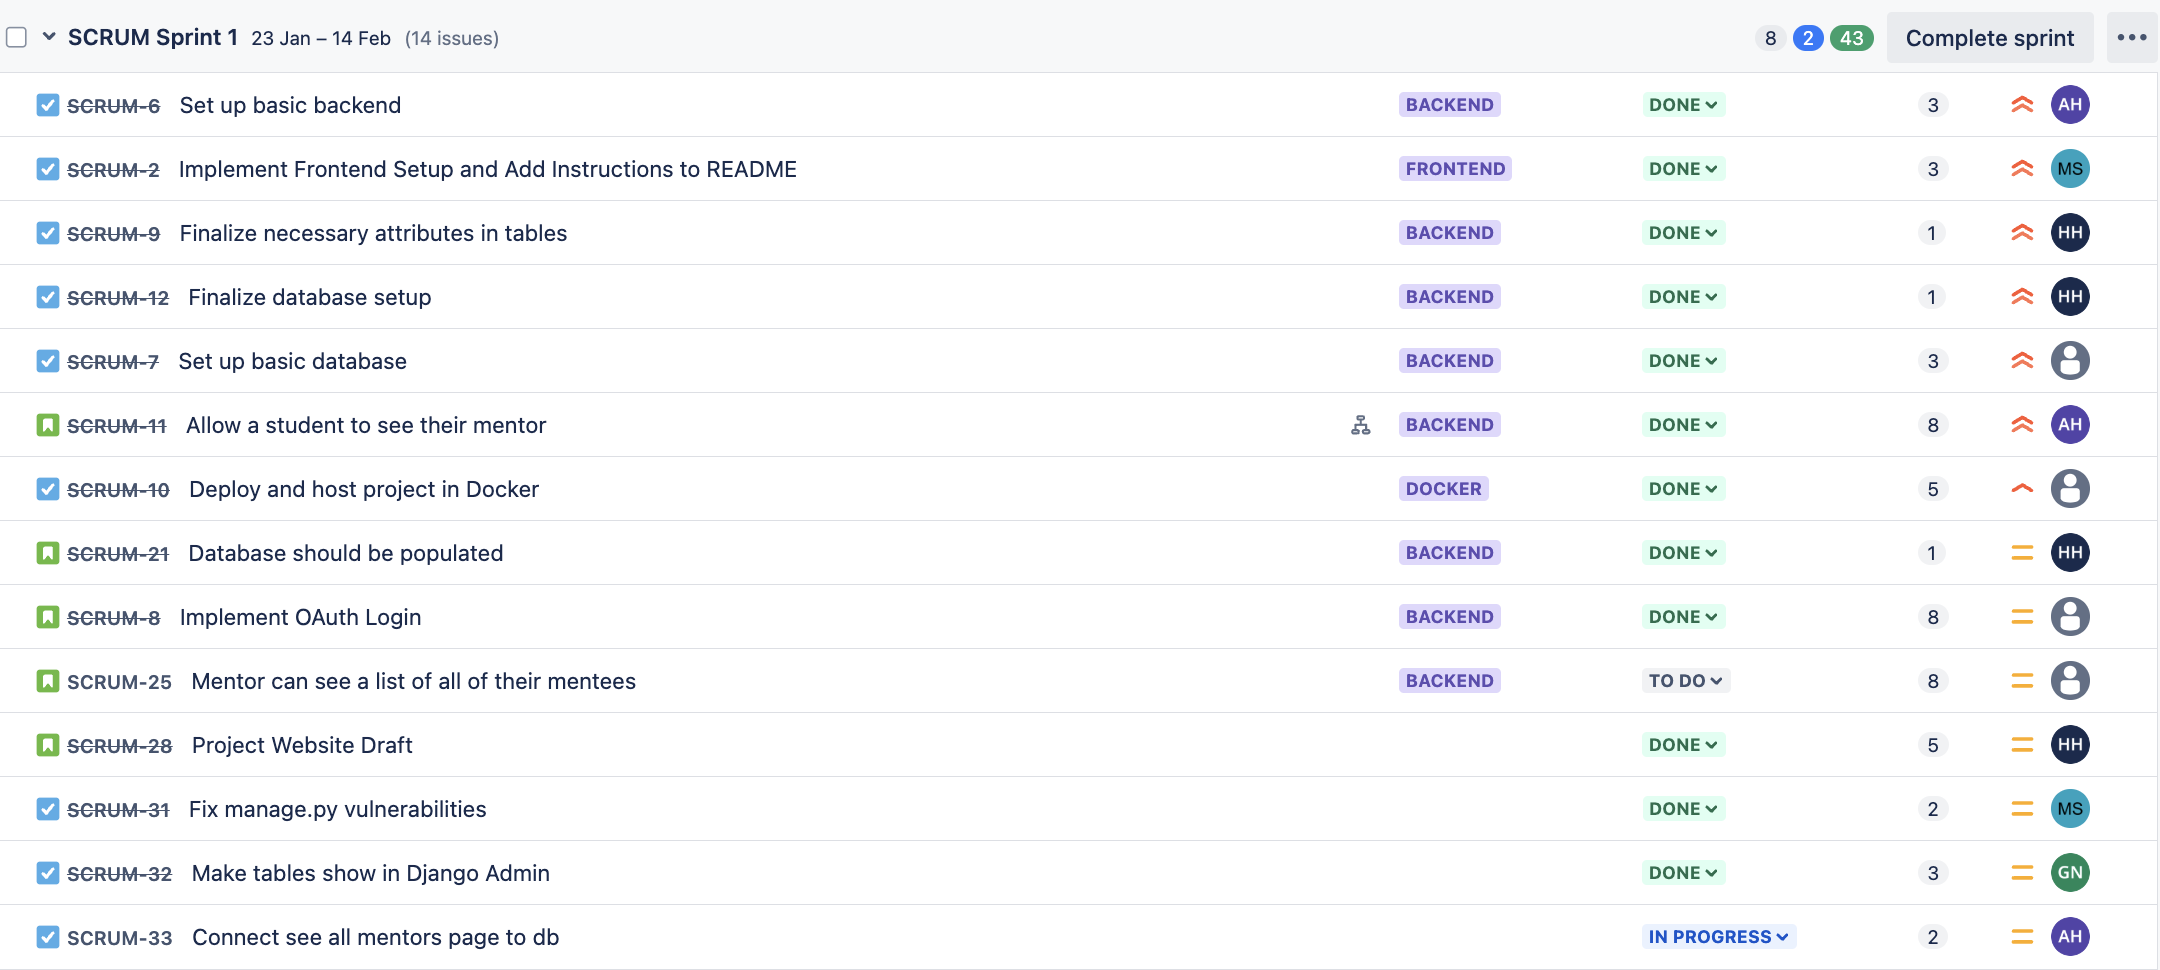 SCRUM Sprint 1 23 Jan – 14 Feb (14 issues) 8 2 43 Complete sprint
SCRUM-6 Set up basic backend BACKEND DONE 3 AH
SCRUM-2 Implement Frontend Setup and Add Instructions to README FRONTEND DONE 3 MS
SCRUM-9 Finalize necessary attributes in tables BACKEND DONE 1 HH
SCRUM-12 Finalize database setup BACKEND DONE 1 HH
SCRUM-7 Set up basic database BACKEND DONE 3
SCRUM-11 Allow a student to see their mentor BACKEND DONE 8 AH
SCRUM-10 Deploy and host project in Docker DOCKER DONE 5
SCRUM-21 Database should be populated BACKEND DONE 1 HH
SCRUM-8 Implement OAuth Login BACKEND DONE 8
SCRUM-25 Mentor can see a list of all of their mentees BACKEND TO DO 8
SCRUM-28 Project Website Draft DONE 5 HH
SCRUM-31 Fix manage.py vulnerabilities DONE 2 MS
SCRUM-32 Make tables show in Django Admin DONE 3 GN
SCRUM-33 Connect see all mentors page to db IN PROGRESS 2 AH